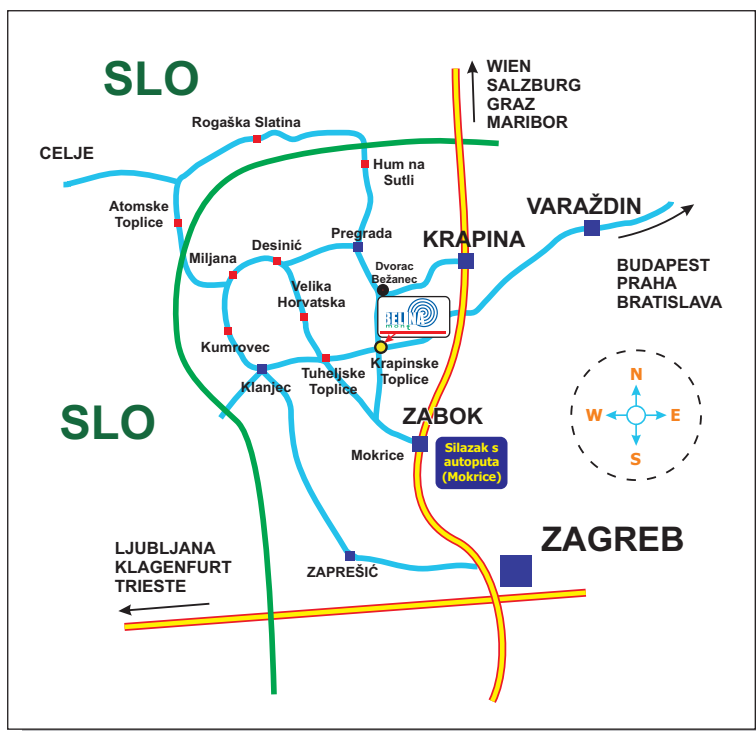 SLO
WIEN
SALZBURG
GRAZ
MARIBOR
Rogaška Slatina
CELJE
Hum na
Sutli
Atomske
Toplice
VARAŽDIN
Pregrada
KRAPINA
Desinić
Miljana
Dvorac
Bežanec
BUDAPEST
PRAHA
BRATISLAVA
Velika
Horvatska
BELINA
Kumrovec
Krapinske
Toplice
Tuheljske
Toplice
Klanjec
N
W
E
S
SLO
ZABOK
Mokrice
Silazak s
autoputa
(Mokrice)
ZAGREB
LJUBLJANA
KLAGENFURT
TRIESTE
ZAPREŠIĆ